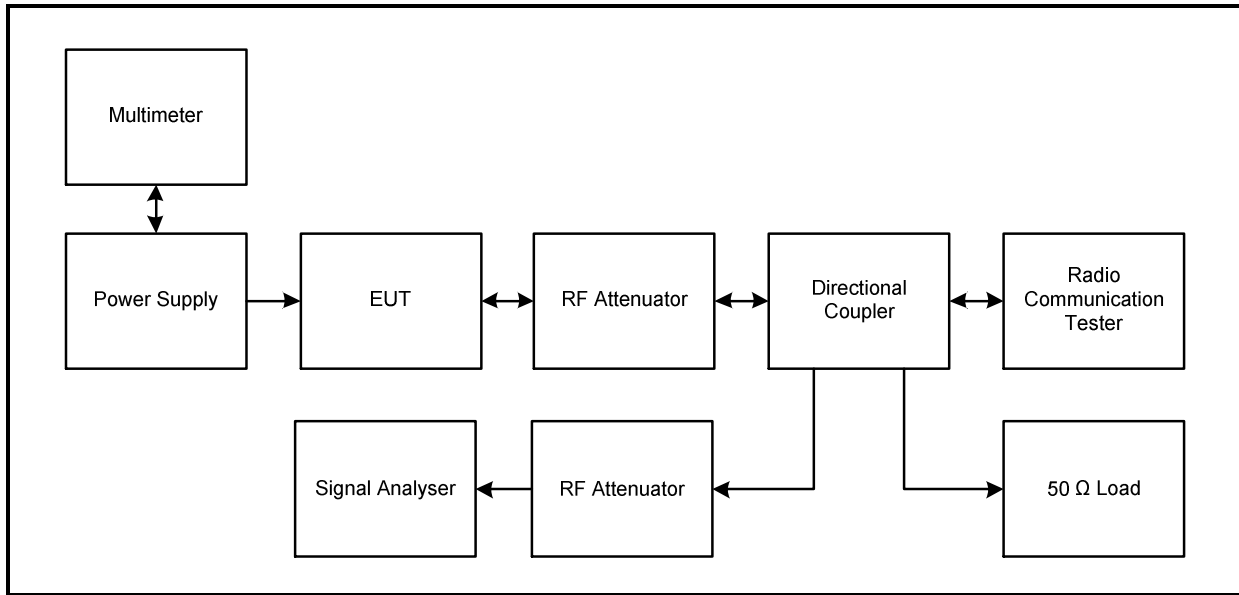 Multimeter
Power Supply
EUT
RF Attenuator
Directional
Coupler
Radio
Communication
Tester
Signal Analyser
RF Attenuator
50 Ω Load